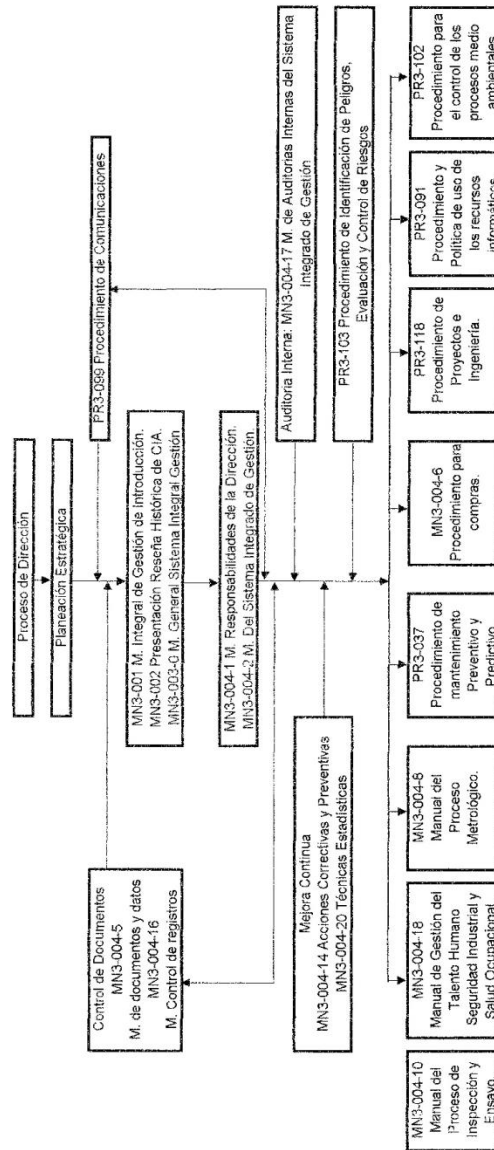 Proceso de Dirección
Planeación Estratégica
PR3-099 Procedimiento de Comunicaciones
Control de Documentos
MN3-004-5
M. de documentos y datos
MN3-004-16
M. Control de registros
MN3-001 M. Integral de Gestión de Introducción.
MN3-002 Presentación Reseña Histórica de CIA.
MN3-003-0 M. General Sistema Integral Gestión
MN3-004-1 M. Responsabilidades de la Dirección.
MN3-004-2 M. Del Sistema Integrado de Gestión.
Auditoria Interna: MN3-004-17 M. de Auditorias Internas del Sistema
Integrado de Gestión
Mejora Continua
MN3-004-14 Acciones Correctivas y Preventivas
MN3-004-20 Técnicas Estadísticas
PR3-103 Procedimiento de Identificación de Peligros,
Evaluación y Control de Riesgos
MN3-004-10
Manual del
Proceso de
Inspección y
Ensayo
MN3-004-18
Manual de Gestión del
Talento Humano
Seguridad Industrial y
Salud Ocupacional
MN3-004-8
Manual del
Proceso
Metrológico.
PR3-037
Procedimiento de
mantenimiento
Preventivo y
Predictivo
MN3-004-6
Procedimiento para
compras.
PR3-118
Procedimiento de
Proyectos e
Ingeniería.
PR3-091
Procedimiento y
Política de uso de
los recursos
informáticos
PR3-102
Procedimiento para
el control de los
procesos medio
ambientales